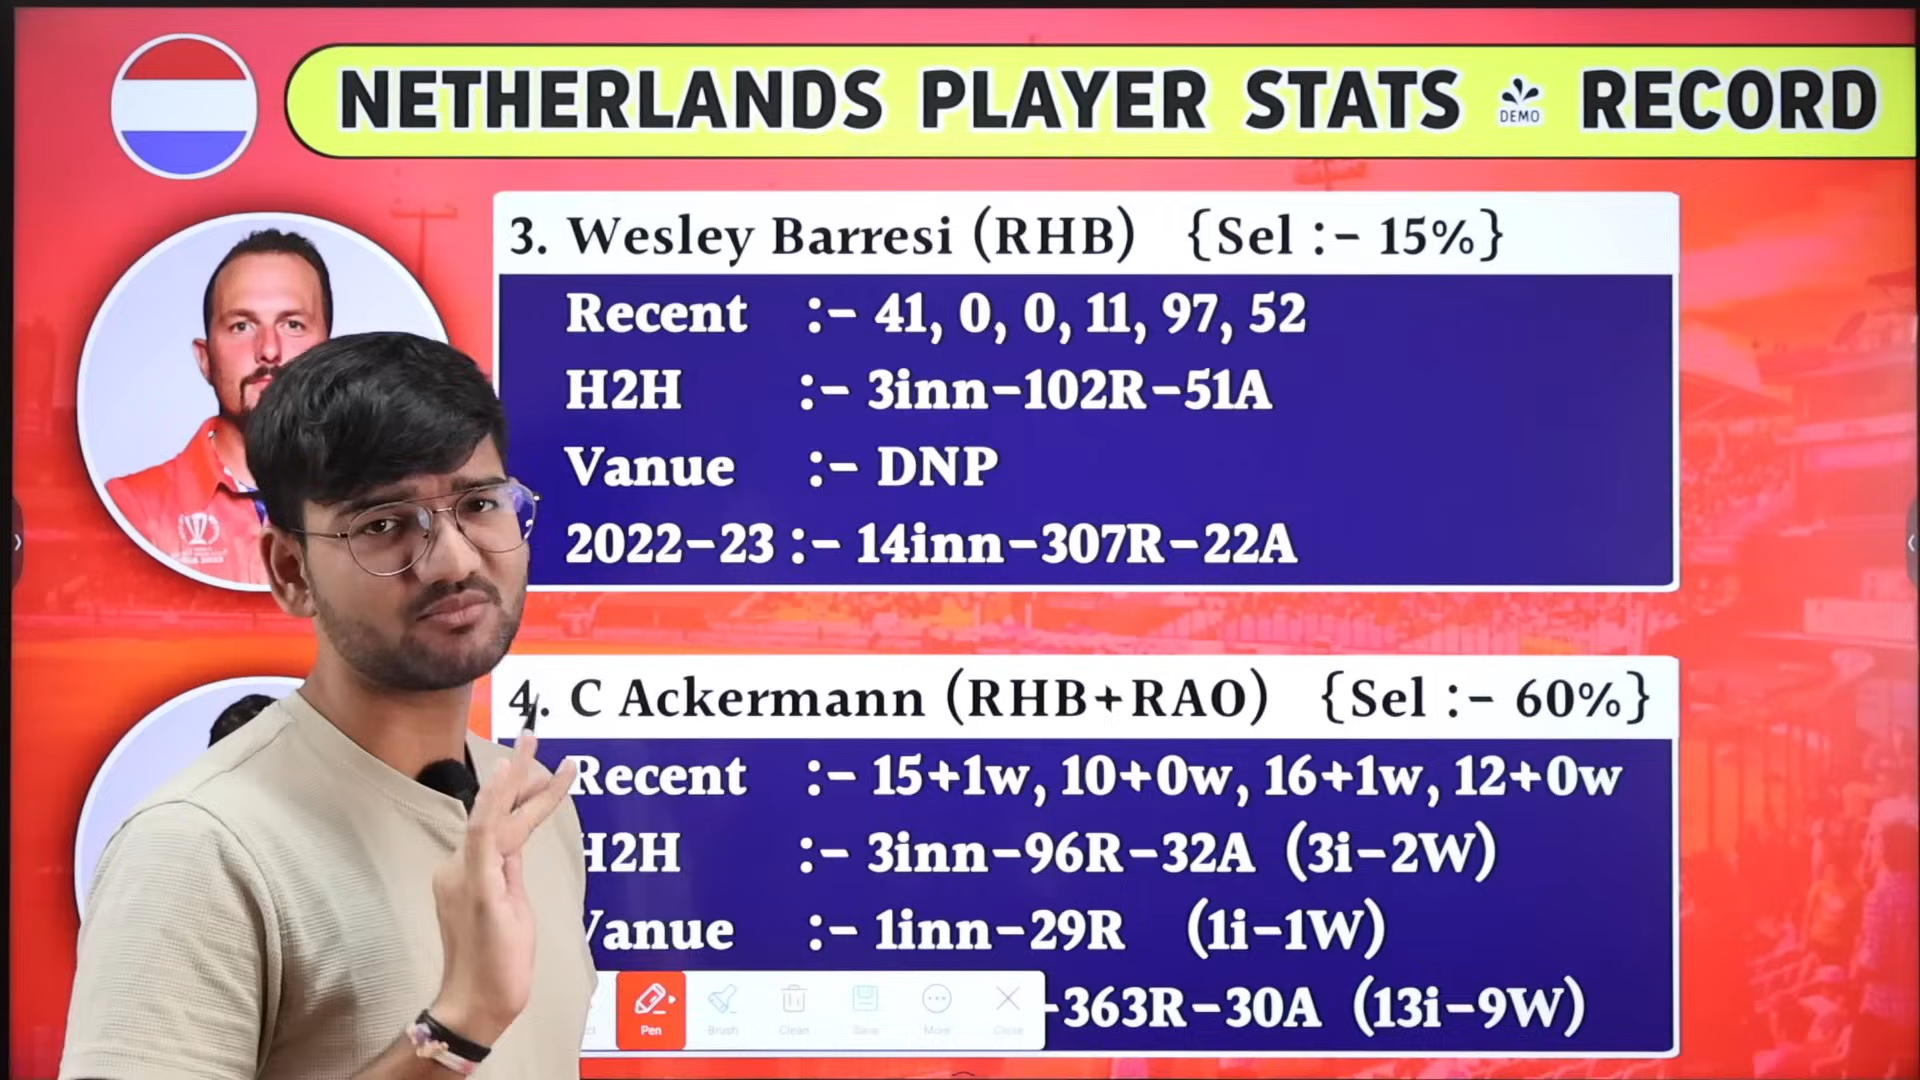 NETHERLANDS PLAYER STATS & RECORD
DEMO
3. Wesley Barresi (RHB) {Sel :- 15%}
Recent :- 41, 0, 0, 11, 97, 52
H2H :- 3inn-102R-51A
Vanue :- DNP
2022-23 :- 14inn-307R-22A
4. C Ackermann (RHB+RAO) {Sel :- 60%}
Recent :- 15+1w, 10+0w, 16+1w, 12+0w
H2H :- 3inn-96R-32A (3i-2W)
Vanue :- 1inn-29R (1i-1W)
-363R-30A (13i-9W)
Pen Brush Clean Save More Close